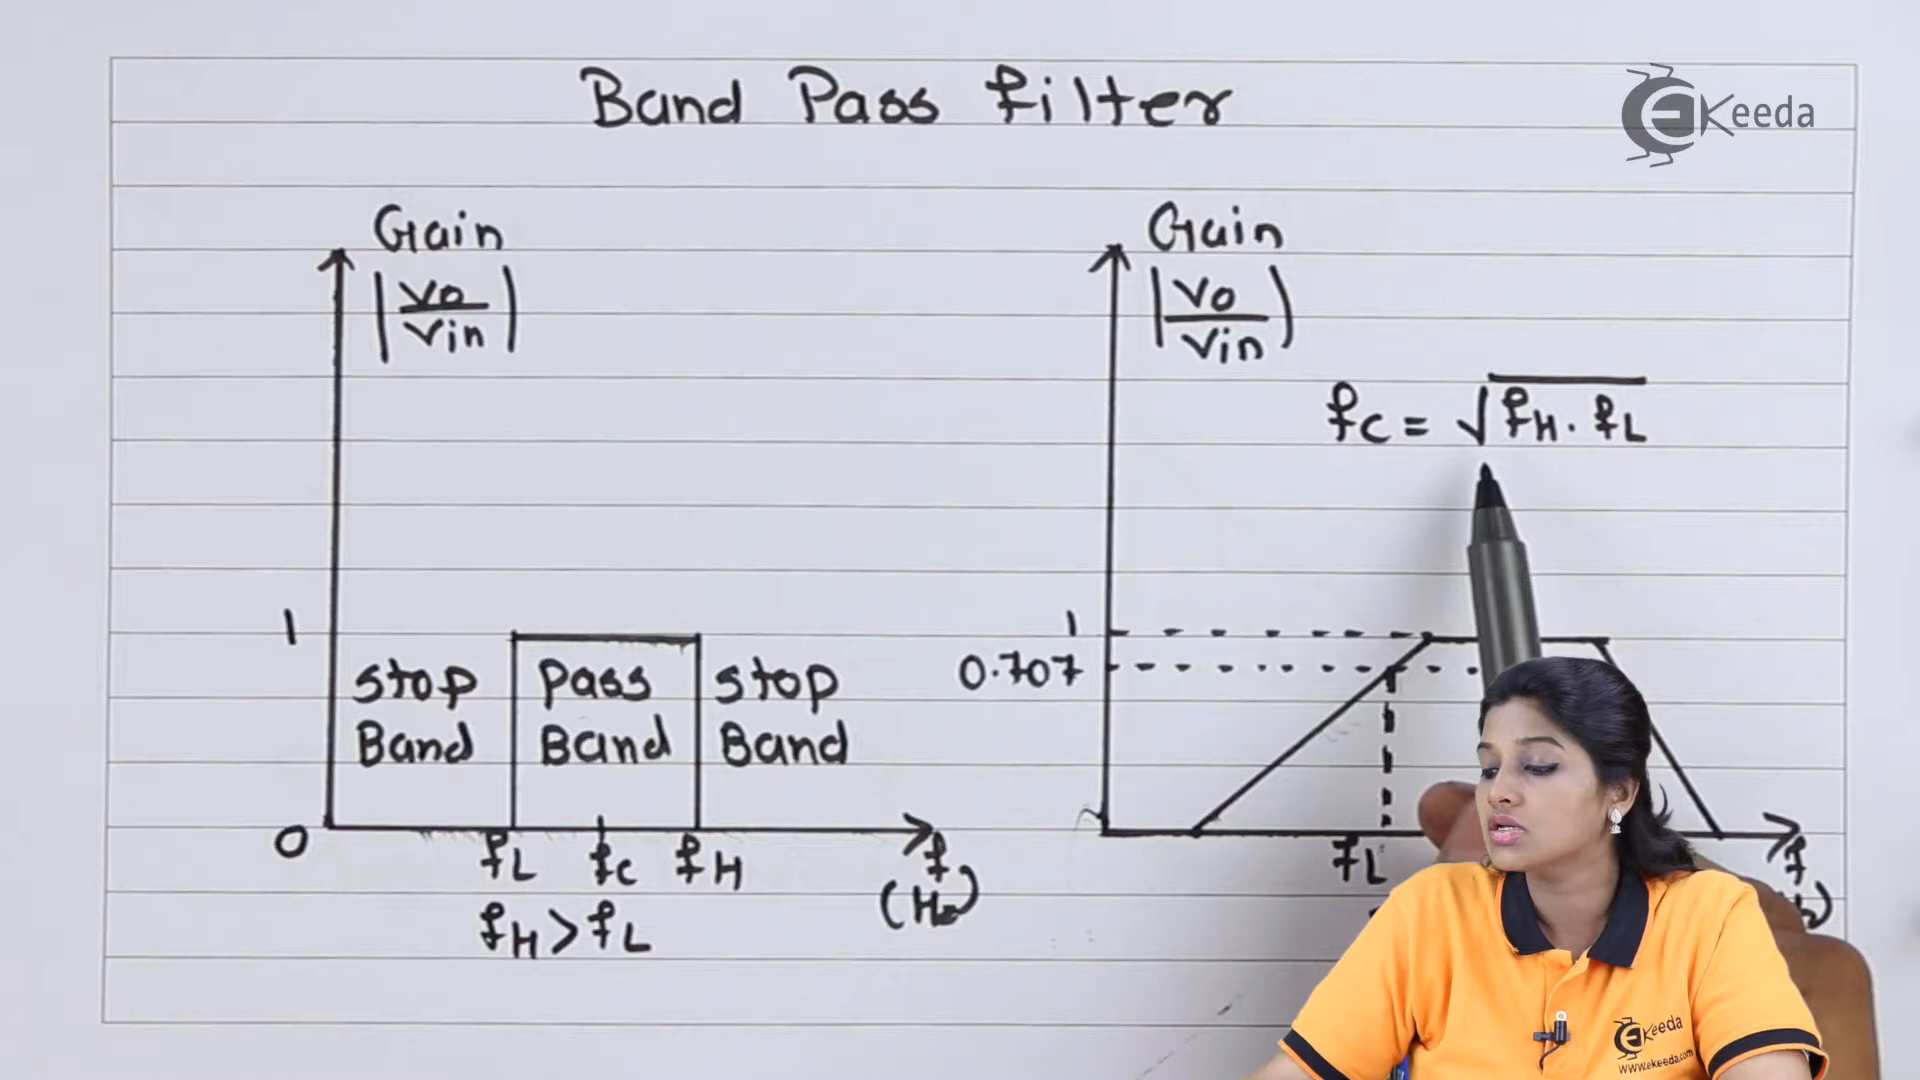 Band Pass filter
EKeeda
Gain
|Vo/Vin|
1
0
stop Band
Pass Band
stop Band
fL
fc
fH
f
(Hz)
fH > fL
Gain
|Vo/Vin|
fc = √fH . fL
1
0.707
fL
f
EKeeda
www.ekeeda.com